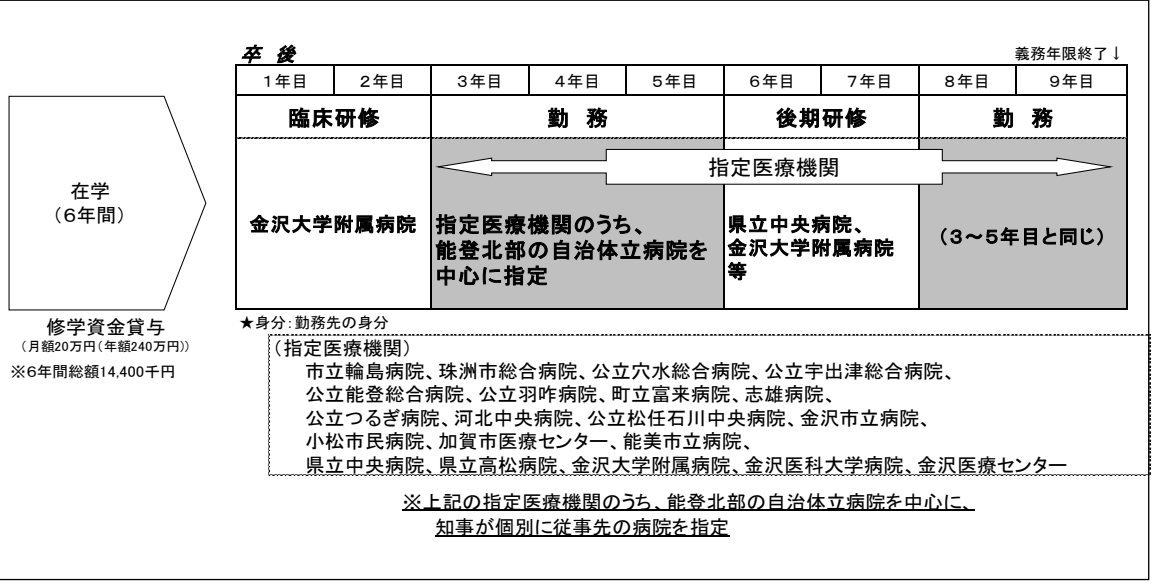 卒 後
義務年限終了↓
1年目 2年目 3年目 4年目 5年目 6年目 7年目 8年目 9年目
臨床研修 勤 務 後期研修 勤 務
指定医療機関
在学
（6年間）
金沢大学附属病院
指定医療機関のうち、
能登北部の自治体立病院を
中心に指定
県立中央病院、
金沢大学附属病院
等
（3～5年目と同じ）
修学資金貸与
（月額20万円（年額240万円））
※6年間総額14,400千円
★身分：勤務先の身分
（指定医療機関）
市立輪島病院、珠洲市総合病院、公立穴水総合病院、公立宇出津総合病院、
公立能登総合病院、公立羽咋病院、町立富来病院、志雄病院、
公立つるぎ病院、河北中央病院、公立松任石川中央病院、金沢市立病院、
小松市民病院、加賀市医療センター、能美市立病院、
県立中央病院、県立高松病院、金沢大学附属病院、金沢医科大学病院、金沢医療センター
※上記の指定医療機関のうち、能登北部の自治体立病院を中心に、
知事が個別に従事先の病院を指定